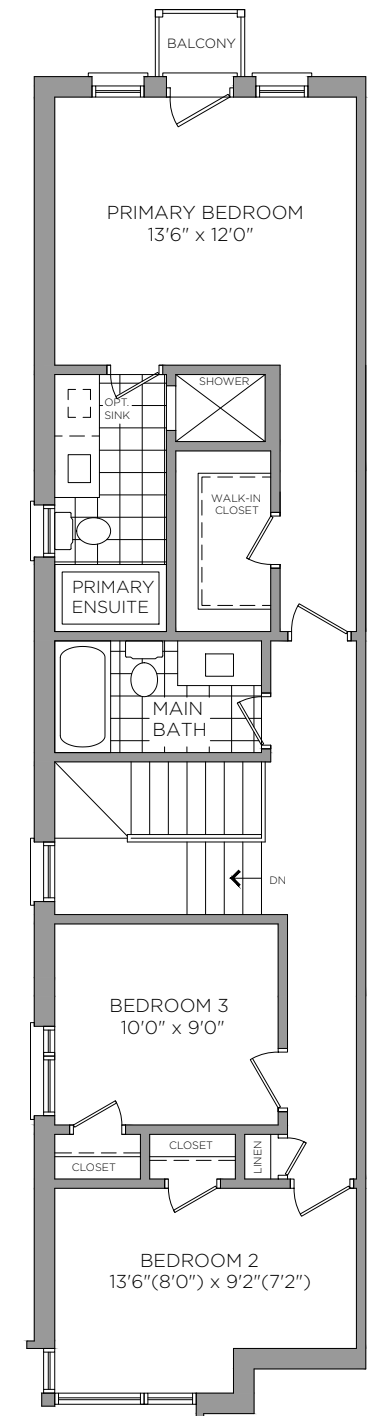 BALCONY
PRIMARY BEDROOM
13'6" x 12'0"
OPT.
SINK
SHOWER
WALK-IN
CLOSET
PRIMARY
ENSUITE
MAIN
BATH
DN
BEDROOM 3
10'0" x 9'0"
CLOSET
CLOSET
LINEN
BEDROOM 2
13'6"(8'0") x 9'2"(7'2")